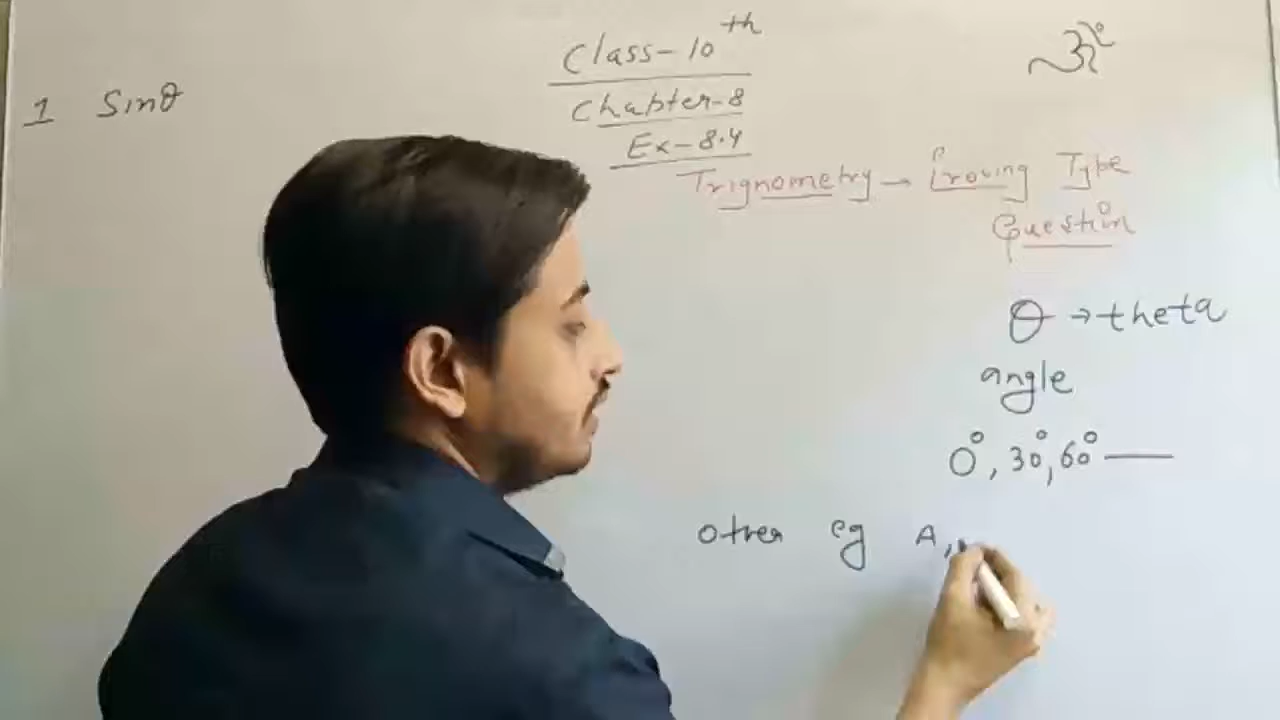 Class-10th
ॐ
1 Sinθ
Chapter-8
Ex-8.4
Trignometry → Proving Type
Question
θ → theta
angle
0°, 30°, 60° —
other eg A,